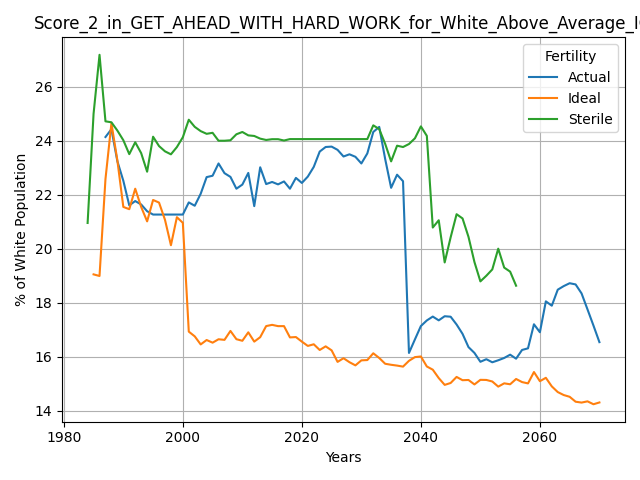 Score_2_in_GET_AHEAD_WITH_HARD_WORK_for_White_Above_Average_I
Fertility
Actual
Ideal
Sterile
% of White Population
26
24
22
20
18
16
14
1980
2000
2020
2040
2060
Years